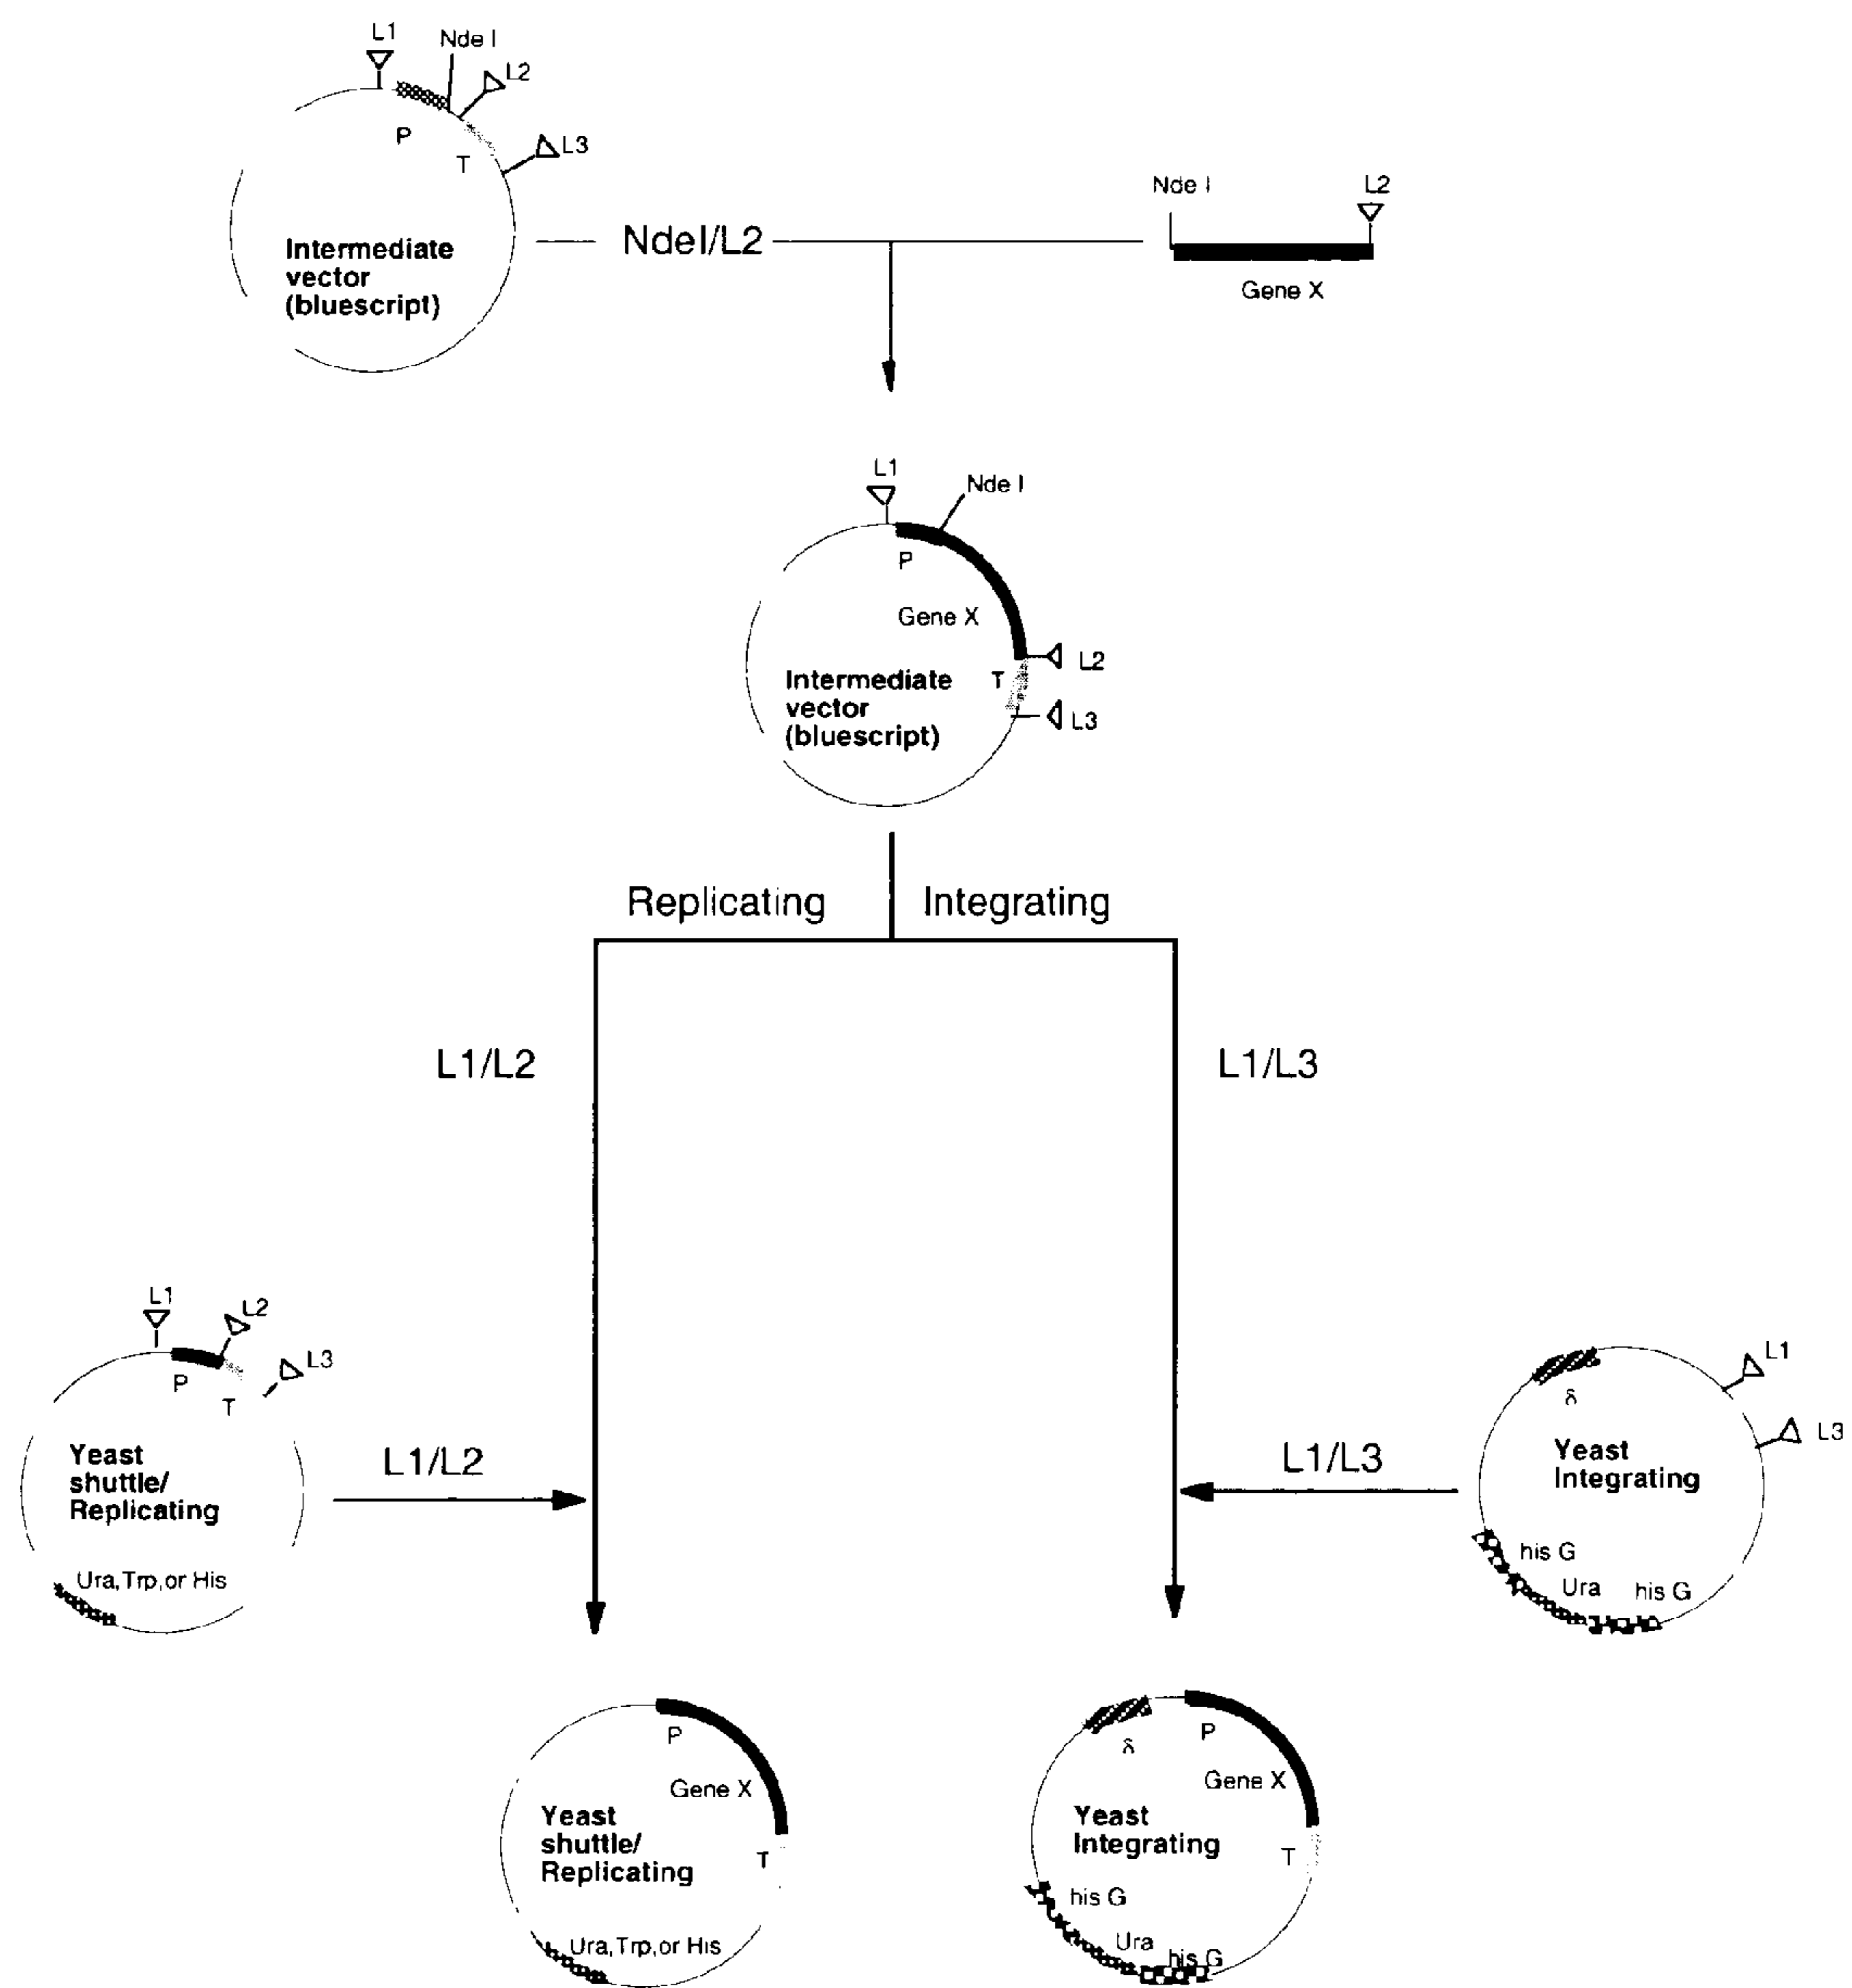 L1
Nde I
L2
L3
P
T
Intermediate
vector
(bluescript)
NdeI/L2
Nde I
L2
Gene X
L1
Nde I
P
Gene X
L2
T
L3
Intermediate
vector
(bluescript)
Replicating
Integrating
L1/L2
L1/L3
L1
L2
L3
P
T
Yeast
shuttle/
Replicating
Ura,Trp,or His
L1/L2
L1/L3
L1
L3
δ
Yeast
Integrating
his G
Ura
his G
P
Gene X
Yeast
shuttle/
Replicating
T
Ura,Trp,or His
δ
P
Gene X
Yeast
Integrating
T
his G
Ura
his G